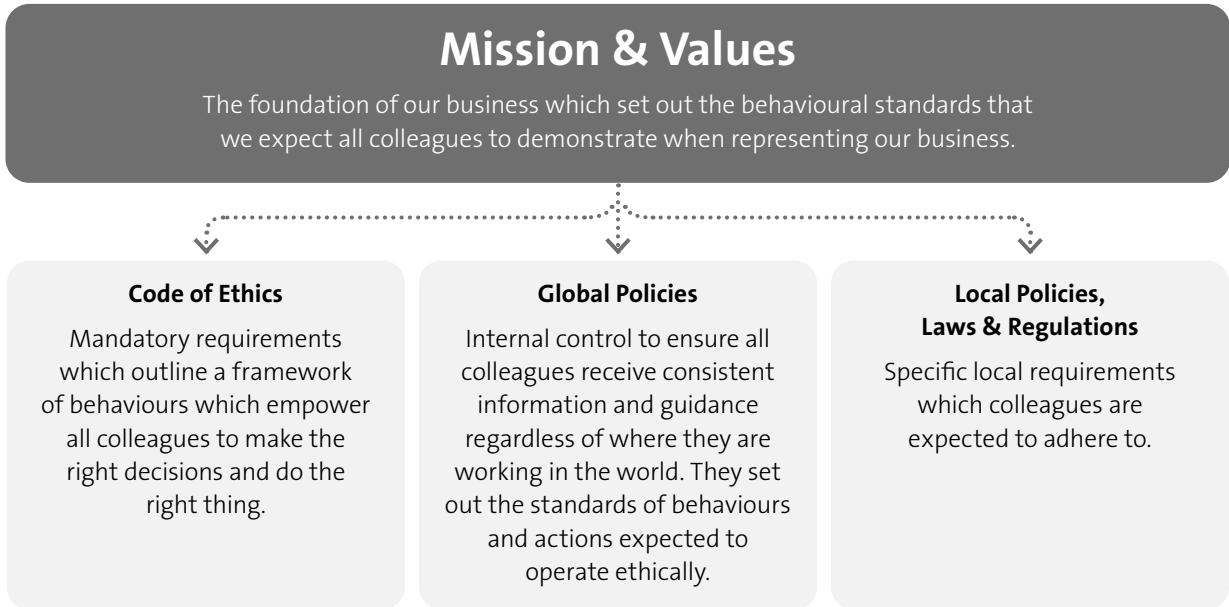 Mission & Values
The foundation of our business which set out the behavioural standards that
we expect all colleagues to demonstrate when representing our business.
Code of Ethics
Mandatory requirements
which outline a framework
of behaviours which empower
all colleagues to make the
right decisions and do the
right thing.
Global Policies
Internal control to ensure all
colleagues receive consistent
information and guidance
regardless of where they are
working in the world. They set
out the standards of behaviours
and actions expected to
operate ethically.
Local Policies,
Laws & Regulations
Specific local requirements
which colleagues are
expected to adhere to.